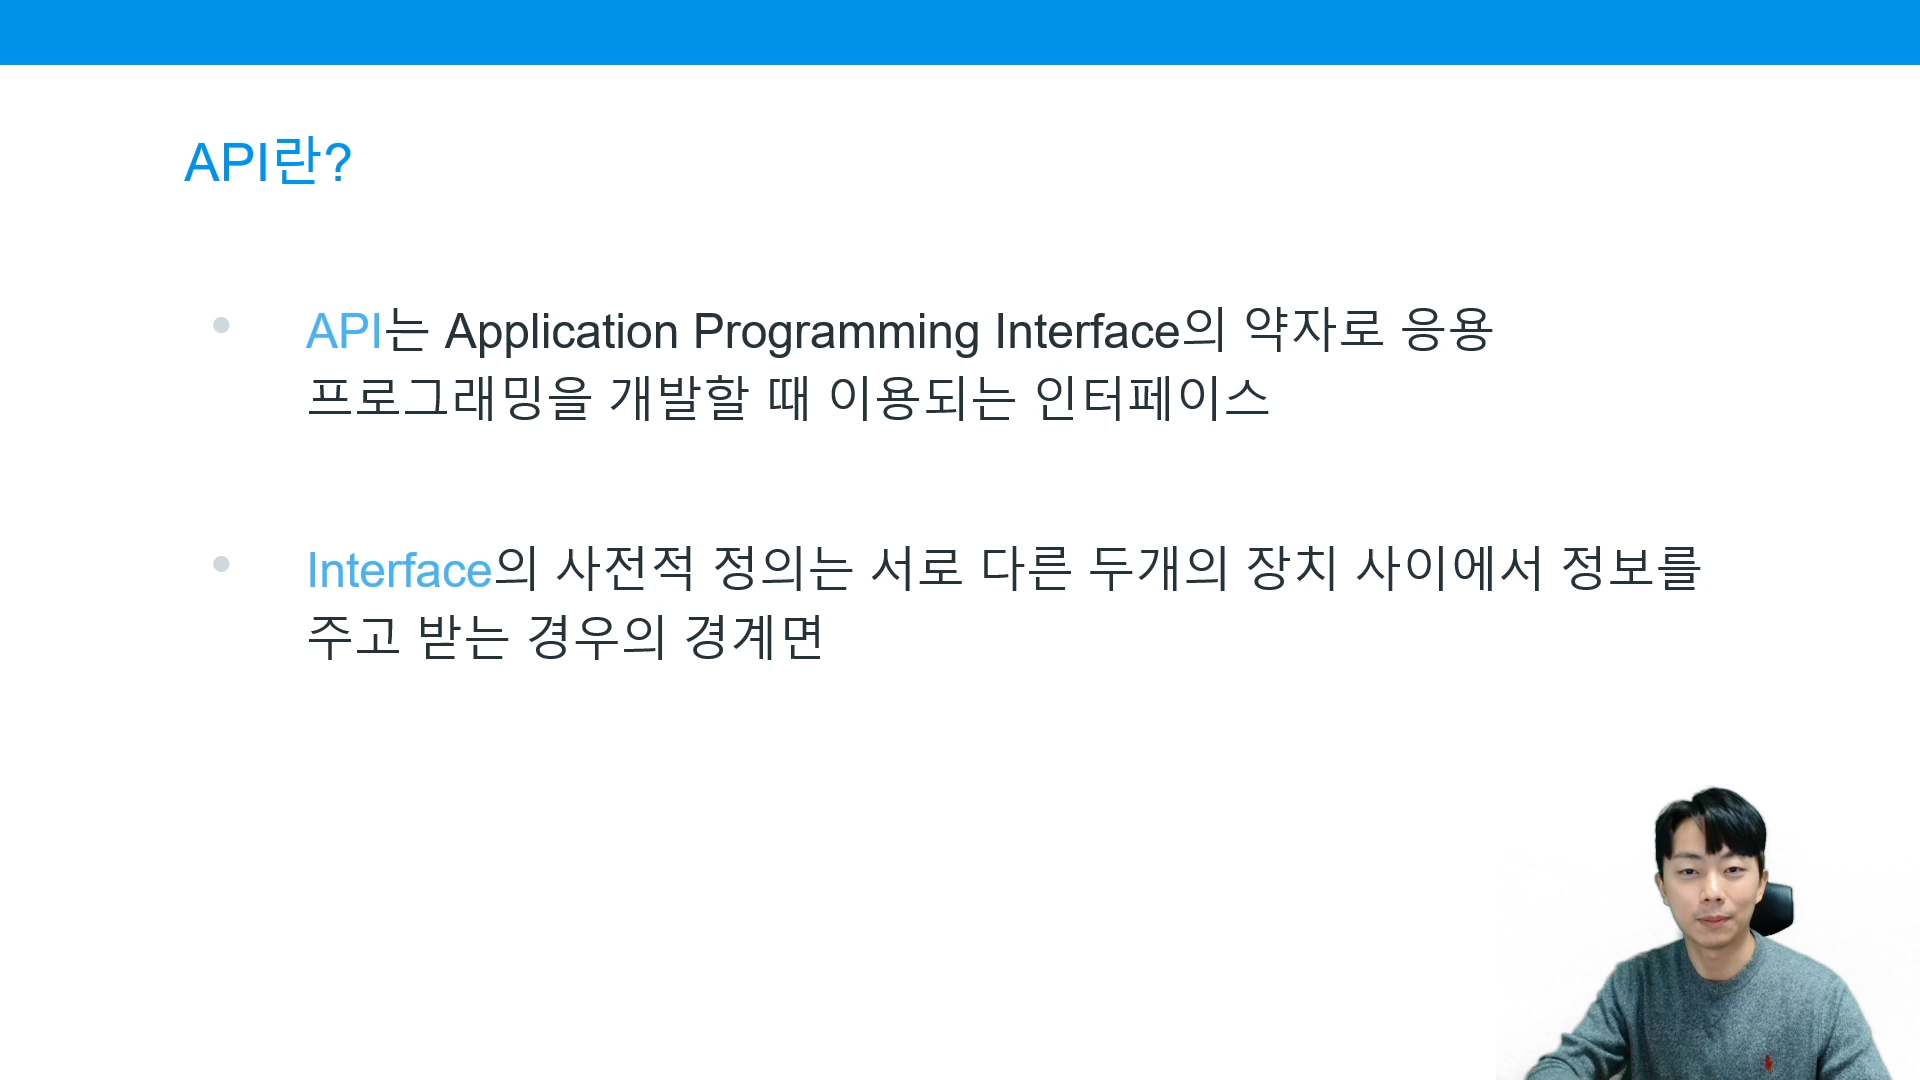 API란?
API는 Application Programming Interface의 약자로 응용
프로그래밍을 개발할 때 이용되는 인터페이스
Interface의 사전적 정의는 서로 다른 두개의 장치 사이에서 정보를
주고 받는 경우의 경계면